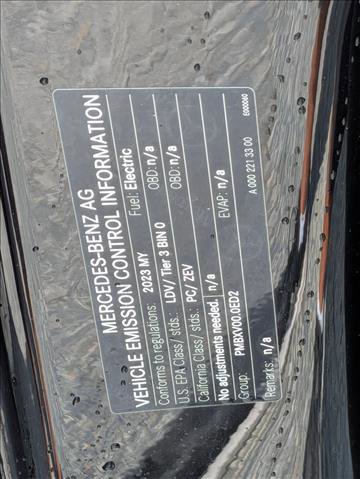 MERCEDES-BENZ AG
VEHICLE EMISSION CONTROL INFORMATION
Conforms to regulations: 2023 MY Fuel: Electric
U.S. EPA Class/ stds.: LDV/ Tier 3 BIN 0 OBD: n/a
California Class/ stds.: PC/ ZEV OBD: n/a
No adjustments needed. n/a
Group: PMBXV00.0ED2 EVAP: n/a
Remarks: n/a A 000 221 33 00
E000060